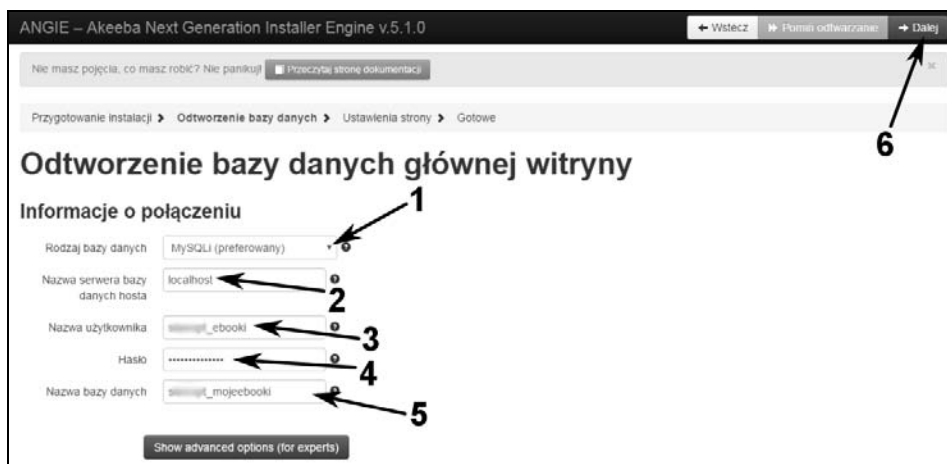 ANGIE – Akeeba Next Generation Installer Engine v.5.1.0
Wstecz
Pomiń odtwarzanie
Dalej
Nie masz pojęcia, co masz robić? Nie panikuj!
Przeczytaj stronę dokumentacji
6
Przygotowanie instalacji > Odtworzenie bazy danych > Ustawienia strony > Gotowe
Odtworzenie bazy danych głównej witryny
Informacje o połączeniu
1
Rodzaj bazy danych
MySQLi (preferowany)
Nazwa serwera bazy
danych hosta
localhost
2
Nazwa użytkownika
_ebooki
3
Hasło
••••••••••••••
4
Nazwa bazy danych
_mojeebooki
5
Show advanced options (for experts)